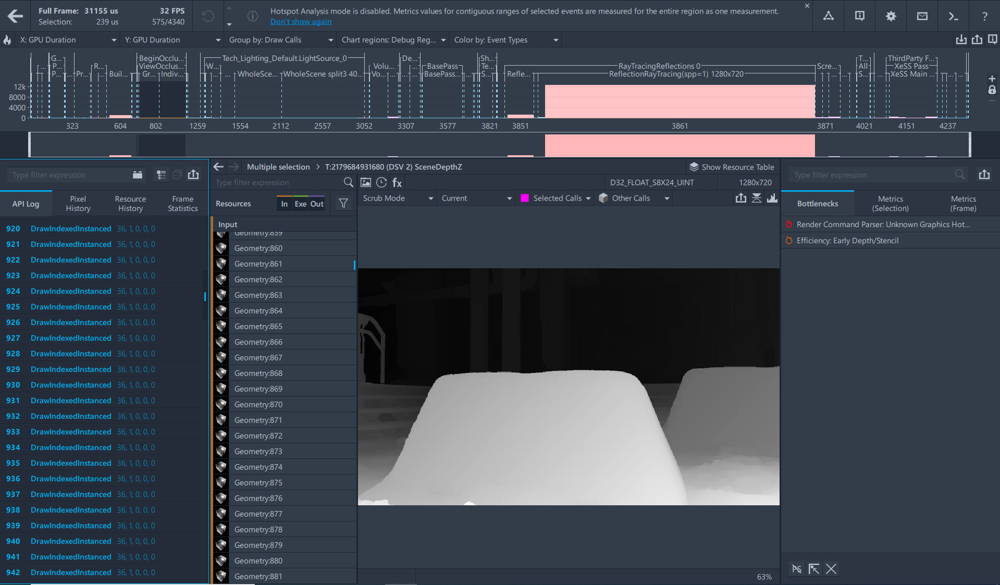 Full Frame: 31155 us 32 FPS
Selection: 239 us 575/4340
Hotspot Analysis mode is disabled. Metrics values for contiguous ranges of selected events are measured for the entire region as one measurement.
Don't show again
X: GPU Duration
Y: GPU Duration
Group by: Draw Calls
Chart regions: Debug Reg...
Color by: Event Types
G... BeginOcclu... Tech_Lighting_Default.LightSource_0 De... Sh... T... ThirdParty F...
... P... R... ViewOcclus... W... Volu... ... BasePass Te... RayTracingReflections 0 Scre... All XeSS Pass
P... ... Pr... ... Buil... Gr... Indiv... ... ... WholeSce... WholeScene split3 40... Vo... ... BasePass... ... ... S... Refle... ReflectionRayTracing(spp=1) 1280x720 ... ... S... ... XeSS Main ... ... ...
12k
8000
4000
0
323 604 802 1259 1554 2112 2557 3052 3307 3577 3821 3851 3861 3871 4021 4151 4237
Type filter expression
API Log
Pixel History
Resource History
Frame Statistics
920 DrawIndexedInstanced 36, 1, 0, 0, 0
921 DrawIndexedInstanced 36, 1, 0, 0, 0
922 DrawIndexedInstanced 36, 1, 0, 0, 0
923 DrawIndexedInstanced 36, 1, 0, 0, 0
924 DrawIndexedInstanced 36, 1, 0, 0, 0
925 DrawIndexedInstanced 36, 1, 0, 0, 0
926 DrawIndexedInstanced 36, 1, 0, 0, 0
927 DrawIndexedInstanced 36, 1, 0, 0, 0
928 DrawIndexedInstanced 36, 1, 0, 0, 0
929 DrawIndexedInstanced 36, 1, 0, 0, 0
930 DrawIndexedInstanced 36, 1, 0, 0, 0
931 DrawIndexedInstanced 36, 1, 0, 0, 0
932 DrawIndexedInstanced 36, 1, 0, 0, 0
933 DrawIndexedInstanced 36, 1, 0, 0, 0
934 DrawIndexedInstanced 36, 1, 0, 0, 0
935 DrawIndexedInstanced 36, 1, 0, 0, 0
936 DrawIndexedInstanced 36, 1, 0, 0, 0
937 DrawIndexedInstanced 36, 1, 0, 0, 0
938 DrawIndexedInstanced 36, 1, 0, 0, 0
939 DrawIndexedInstanced 36, 1, 0, 0, 0
940 DrawIndexedInstanced 36, 1, 0, 0, 0
941 DrawIndexedInstanced 36, 1, 0, 0, 0
942 DrawIndexedInstanced 36, 1, 0, 0, 0
Multiple selection > T:2179684931680 (DSV 2) SceneDepthZ
Show Resource Table
Type filter expression
fx
D32_FLOAT_S8X24_UINT
1280x720
Resources
In Exe Out
Scrub Mode
Current
Selected Calls
Other Calls
Input
Geometry:859
Geometry:860
Geometry:861
Geometry:862
Geometry:863
Geometry:864
Geometry:865
Geometry:866
Geometry:867
Geometry:868
Geometry:869
Geometry:870
Geometry:871
Geometry:872
Geometry:873
Geometry:874
Geometry:875
Geometry:876
Geometry:877
Geometry:878
Geometry:879
Geometry:880
Geometry:881
63%
Type filter expression
Bottlenecks
Metrics (Selection)
Metrics (Frame)
Render Command Parser: Unknown Graphics Hot...
Efficiency: Early Depth/Stencil
PS